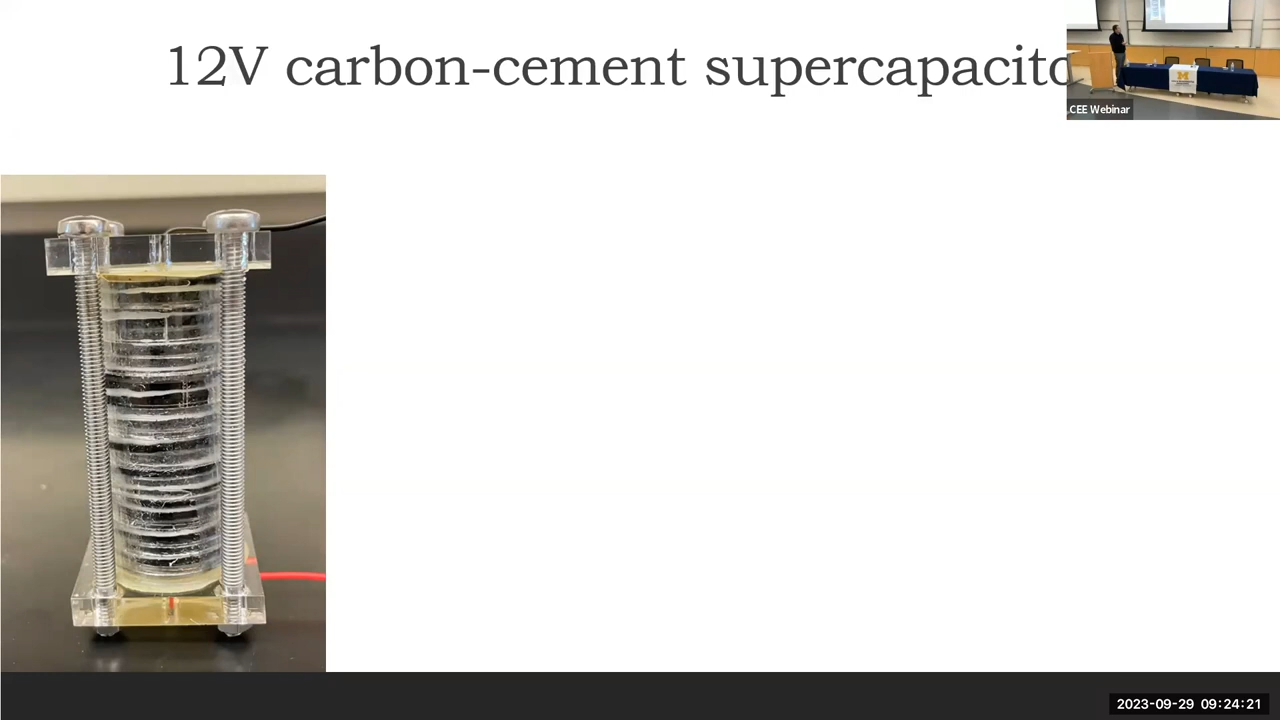 12V carbon-cement supercapacito
CEE Webinar
M
2023-09-29 09:24:21